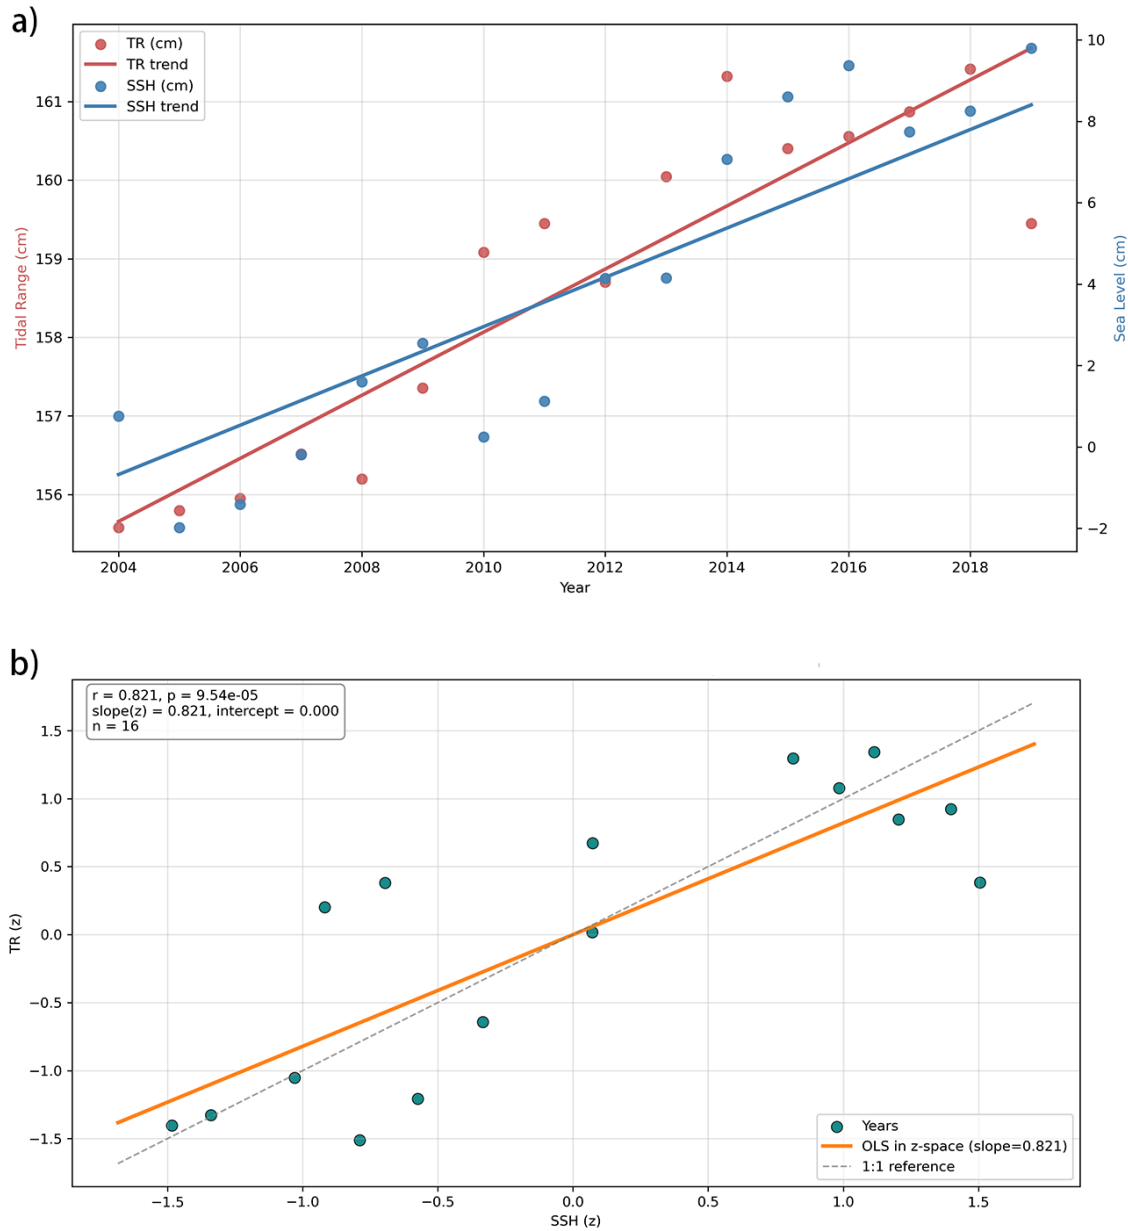 a)
TR (cm)
TR trend
SSH (cm)
SSH trend
161
160
159
158
157
156
Tidal Range (cm)
10
8
6
4
2
0
−2
Sea Level (cm)
2004 2006 2008 2010 2012 2014 2016 2018
Year
b)
r = 0.821, p = 9.54e-05
slope(z) = 0.821, intercept = 0.000
n = 16
1.5
1.0
0.5
0.0
−0.5
−1.0
−1.5
TR (z)
Years
OLS in z-space (slope=0.821)
1:1 reference
−1.5 −1.0 −0.5 0.0 0.5 1.0 1.5
SSH (z)